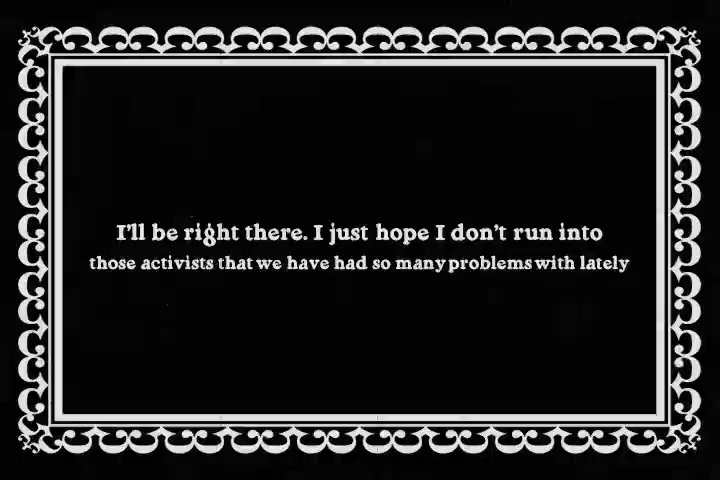 I'll be right there. I just hope I don't run into
those activists that we have had so many problems with lately